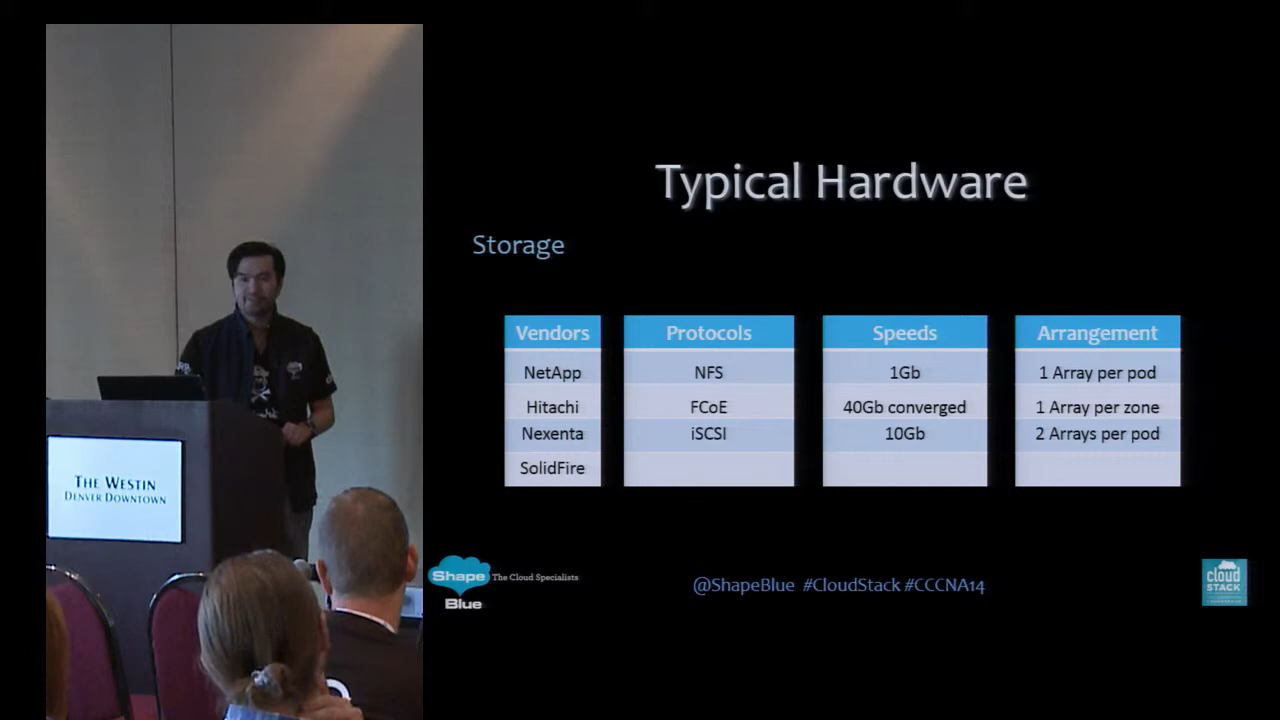 Typical Hardware
Storage
Vendors Protocols Speeds Arrangement
NetApp NFS 1Gb 1 Array per pod
Hitachi FCoE 40Gb converged 1 Array per zone
Nexenta iSCSI 10Gb 2 Arrays per pod
SolidFire
THE WESTIN
DENVER DOWNTOWN
Shape The Cloud Specialists
Blue
@ShapeBlue #CloudStack #CCCNA14
cloud
STACK